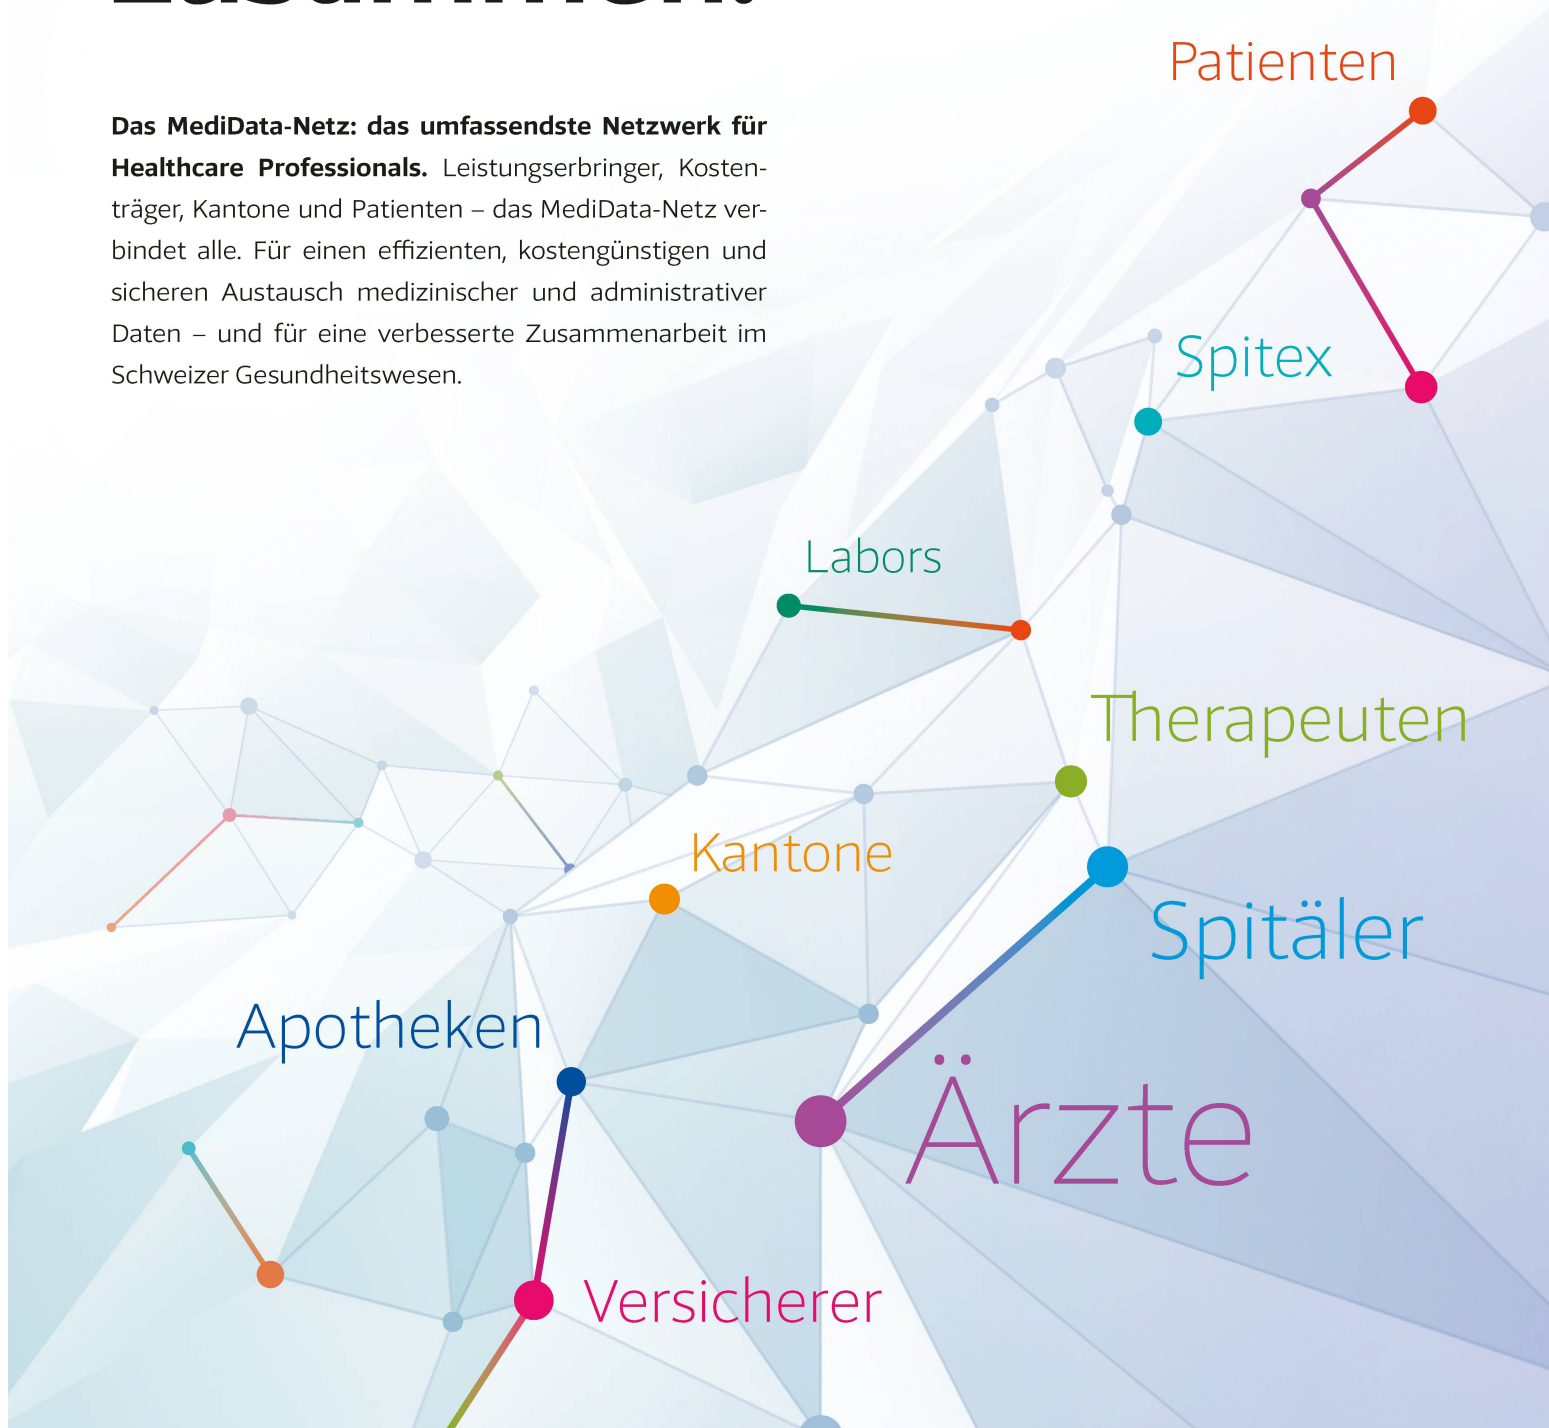 Das MediData-Netz: das umfassendste Netzwerk für
Healthcare Professionals. Leistungserbringer, Kosten-
träger, Kantone und Patienten – das MediData-Netz ver-
bindet alle. Für einen effizienten, kostengünstigen und
sicheren Austausch medizinischer und administrativer
Daten – und für eine verbesserte Zusammenarbeit im
Schweizer Gesundheitswesen.
Patienten
Spitex
Labors
Therapeuten
Kantone
Spitäler
Apotheken
Ärzte
Versicherer